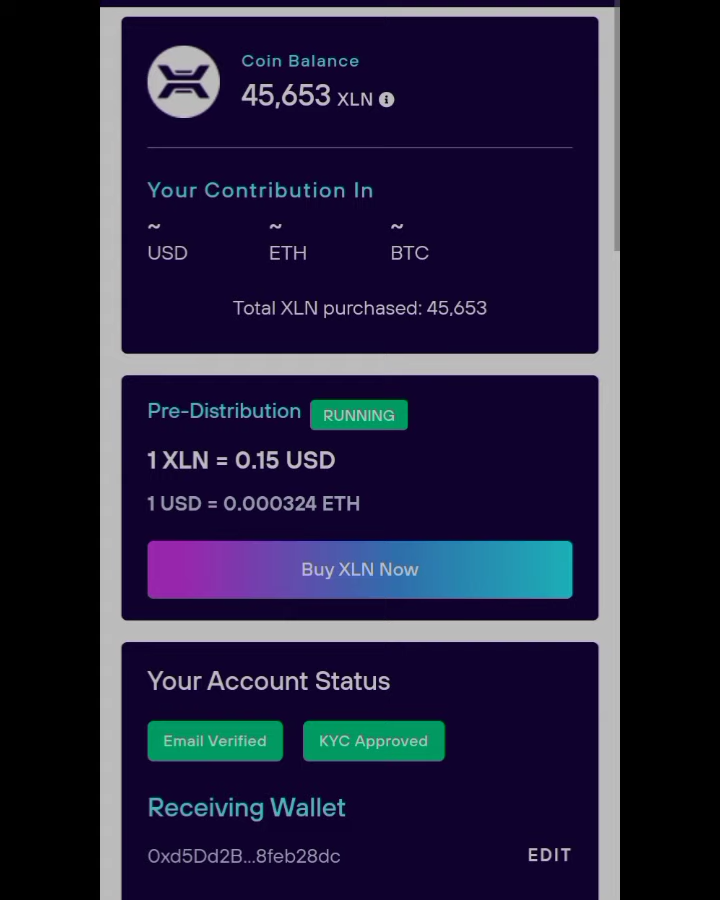 Coin Balance
45,653 XLN
Your Contribution In
~ ~ ~
USD ETH BTC
Total XLN purchased: 45,653
Pre-Distribution RUNNING
1 XLN = 0.15 USD
1 USD = 0.000324 ETH
Buy XLN Now
Your Account Status
Email Verified KYC Approved
Receiving Wallet
0xd5Dd2B...8feb28dc EDIT